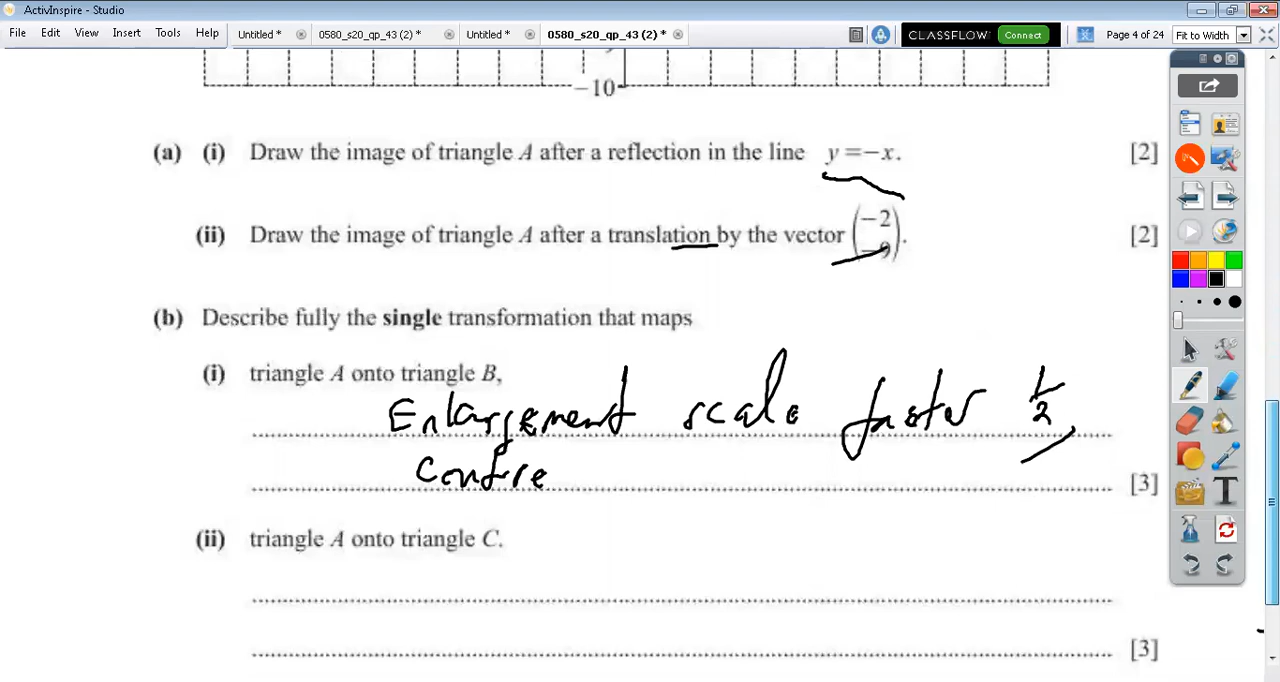 ActivInspire - Studio
File Edit View Insert Tools Help Untitled * 0580_s20_qp_43 (2) * Untitled * 0580_s20_qp_43 (2) * CLASSFLOW Connect Page 4 of 24 Fit to Width
-10
(a) (i) Draw the image of triangle A after a reflection in the line y = -x. [2]
(ii) Draw the image of triangle A after a translation by the vector (-2 -9). [2]
(b) Describe fully the single transformation that maps
(i) triangle A onto triangle B,
Enlargement scale factor 1/2,
Centre
[3]
(ii) triangle A onto triangle C.
[3]